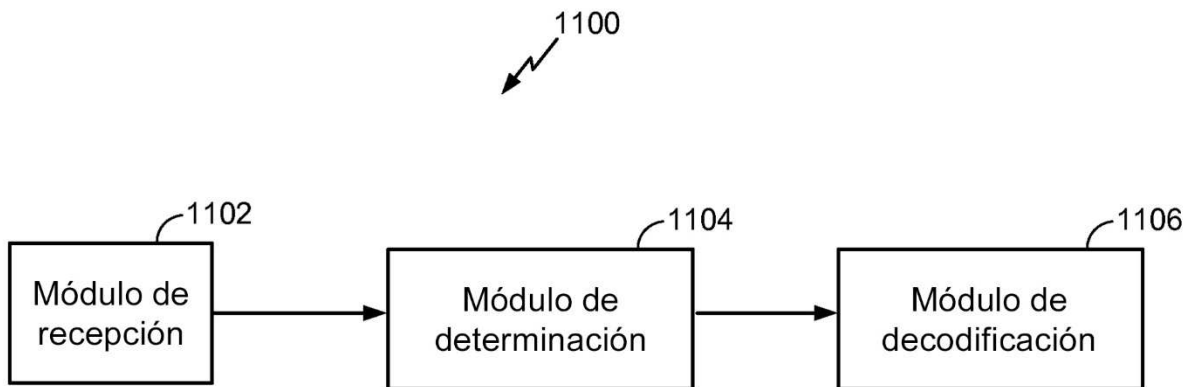 1100
1102
Módulo de
recepción
1104
Módulo de
determinación
1106
Módulo de
decodificación